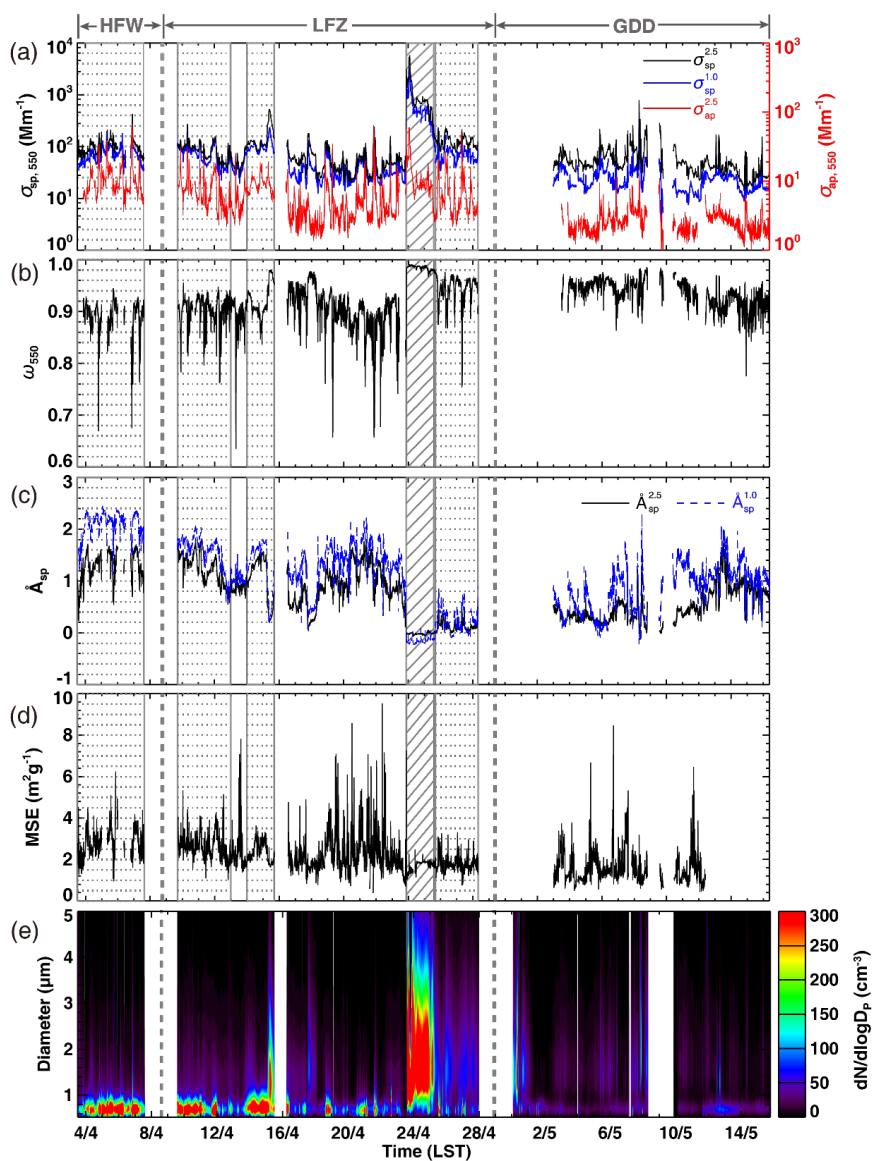 HFW LFZ GDD
(a)
10⁴ 10³ 10² 10¹ 10⁰
σsp, 550 (Mm⁻¹)
σsp²·⁵
σsp¹·⁰
σap²·⁵
10³ 10² 10¹ 10⁰
σap, 550 (Mm⁻¹)
(b)
1.0 0.9 0.8 0.7 0.6
ω550
(c)
3 2 1 0 -1
Åsp
Åsp²·⁵ Åsp¹·⁰
(d)
10 8 6 4 2 0
MSE (m²g⁻¹)
(e)
5 4 3 2 1
Diameter (μm)
300 250 200 150 100 50 0
dN/dlogDP (cm⁻³)
4/4 8/4 12/4 16/4 20/4 24/4 28/4 2/5 6/5 10/5 14/5
Time (LST)